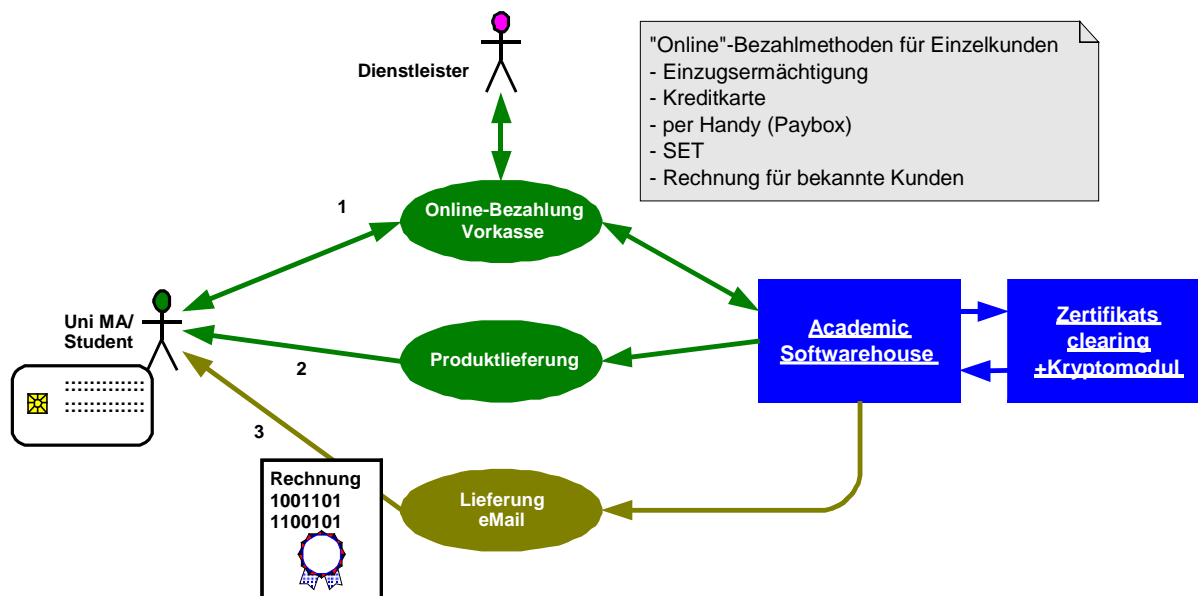 Dienstleister
"Online"-Bezahlmethoden für Einzelkunden
- Einzugsermächtigung
- Kreditkarte
- per Handy (Paybox)
- SET
- Rechnung für bekannte Kunden
1
Online-Bezahlung
Vorkasse
Uni MA/
Student
2
Produktlieferung
Academic
Softwarehouse
Zertifikats
clearing
+Kryptomodul
3
Rechnung
1001101
1100101
Lieferung
eMail